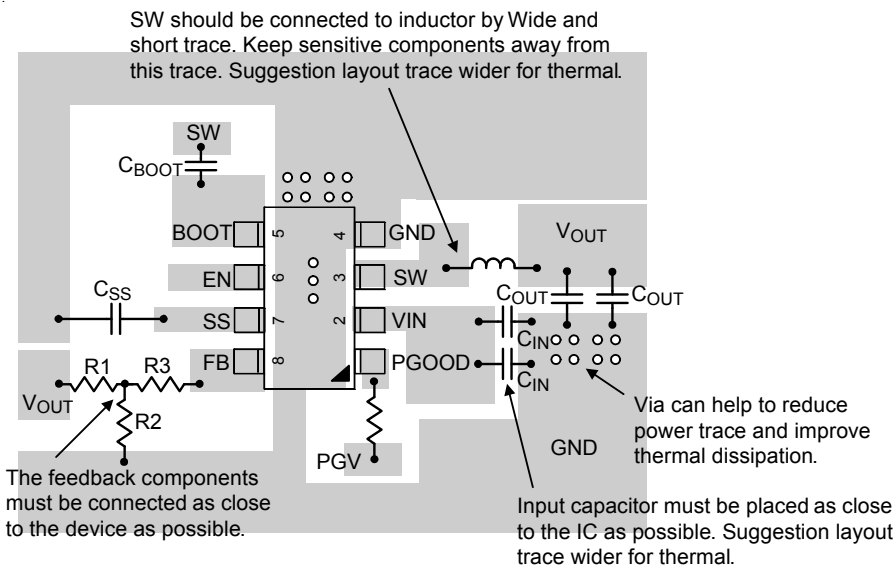 SW should be connected to inductor by Wide and
short trace. Keep sensitive components away from
this trace. Suggestion layout trace wider for thermal.
SW
CBOOT
BOOT
5
4
GND
VOUT
EN
6
3
SW
CSS
COUT
COUT
SS
7
2
VIN
CIN
FB
8
PGOOD
R1
R3
CIN
VOUT
R2
Via can help to reduce
power trace and improve
thermal dissipation.
PGV
GND
The feedback components
must be connected as close
to the device as possible.
Input capacitor must be placed as close
to the IC as possible. Suggestion layout
trace wider for thermal.